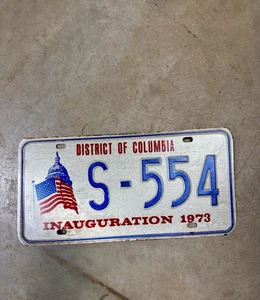 DISTRICT OF COLUMBIA
S-554
INAUGURATION 1973